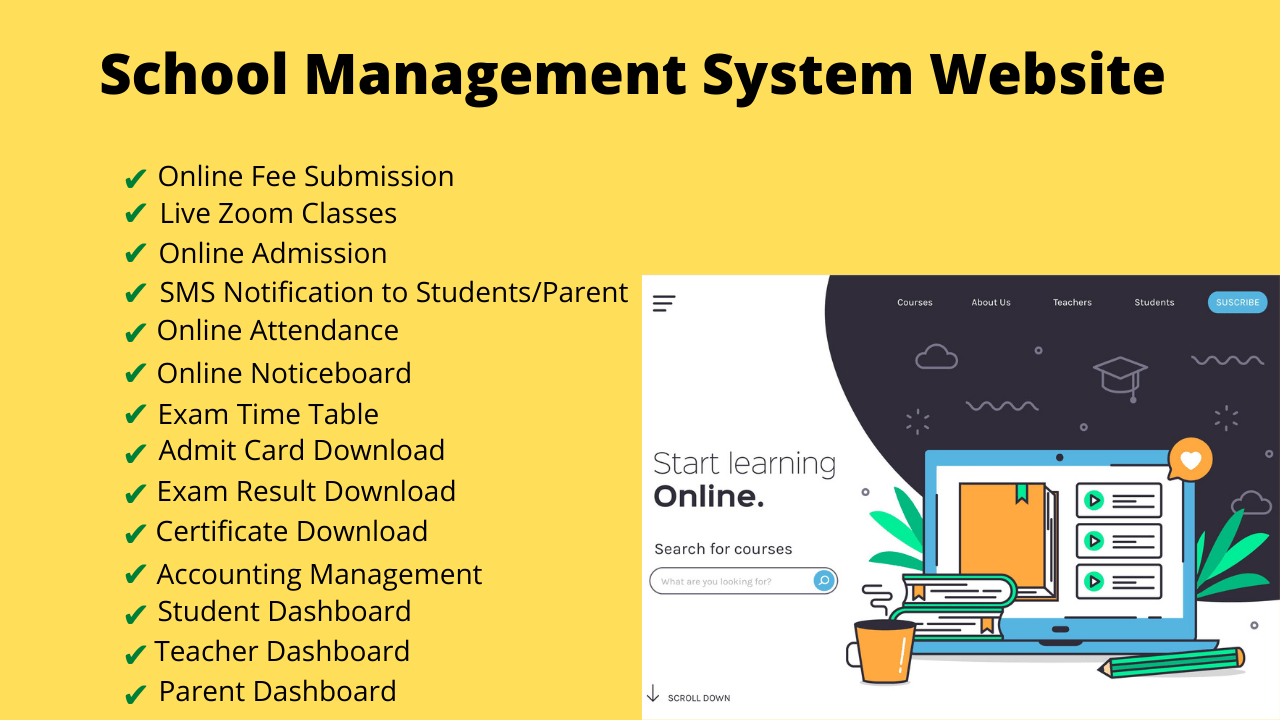 School Management System Website
✔ Online Fee Submission
✔ Live Zoom Classes
✔ Online Admission
✔ SMS Notification to Students/Parent
✔ Online Attendance
✔ Online Noticeboard
✔ Exam Time Table
✔ Admit Card Download
✔ Exam Result Download
✔ Certificate Download
✔ Accounting Management
✔ Student Dashboard
✔ Teacher Dashboard
✔ Parent Dashboard
Courses About Us Teachers Students SUSCRIBE
Start learning
Online.
Search for courses
What are you looking for?
SCROLL DOWN